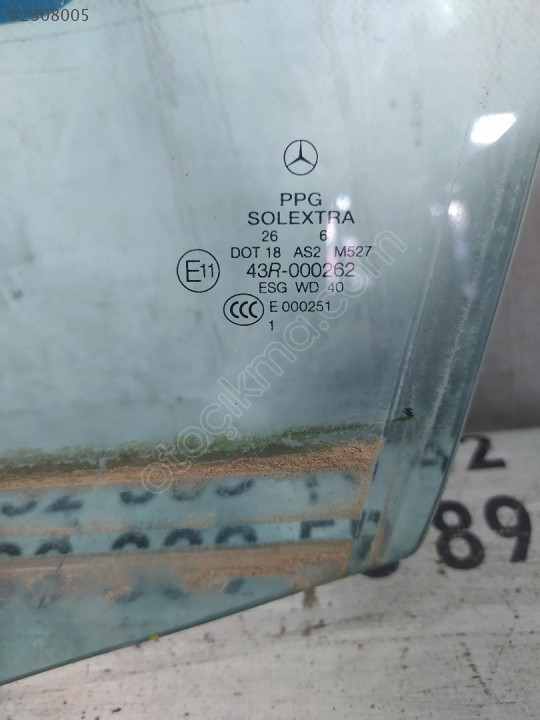 #2508005
PPG
SOLEXTRA
26 6
DOT 18 AS2 M527
E11 43R-000262
ESG WD 40
CCC E 000251
1
otoçıkma.com
89